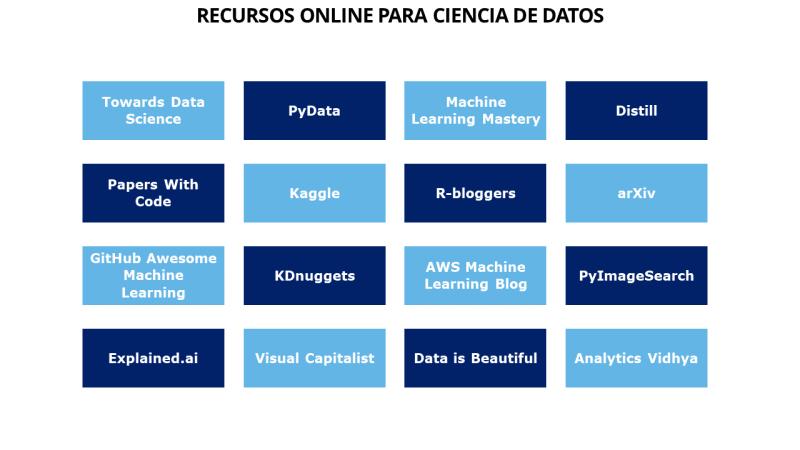 RECURSOS ONLINE PARA CIENCIA DE DATOS
Towards Data
Science
PyData
Machine
Learning Mastery
Distill
Papers With
Code
Kaggle
R-bloggers
arXiv
GitHub Awesome
Machine
Learning
KDnuggets
AWS Machine
Learning Blog
PyImageSearch
Explained.ai
Visual Capitalist
Data is Beautiful
Analytics Vidhya